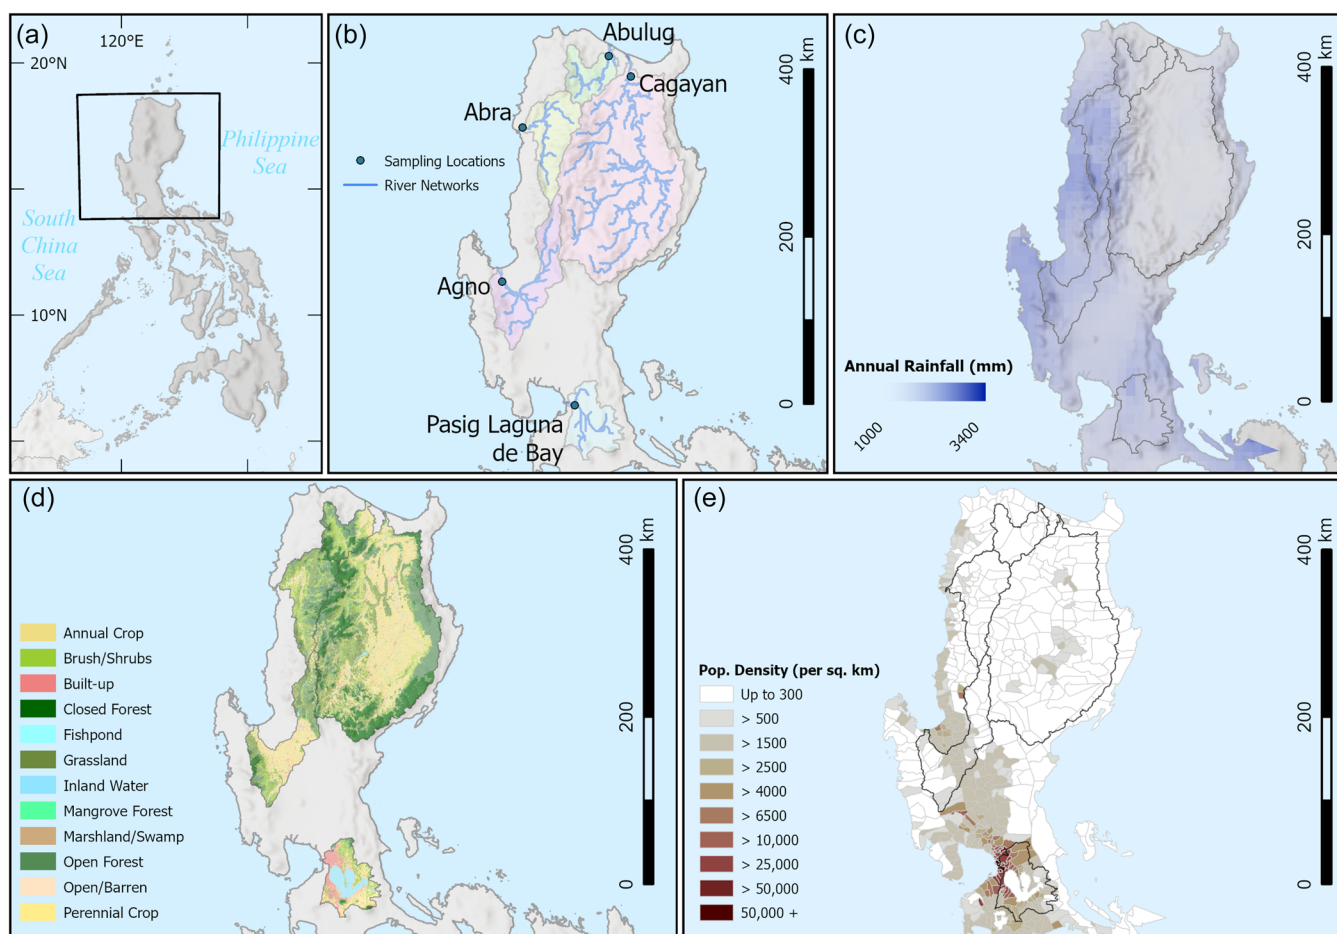 (a)
120°E
20°N
Philippine
Sea
South
China
Sea
10°N
(b)
Abulug
Cagayan
Abra
Sampling Locations
River Networks
Agno
Pasig Laguna
de Bay
400 km
200
0
(c)
Annual Rainfall (mm)
1000
3400
400 km
200
0
(d)
Annual Crop
Brush/Shrubs
Built-up
Closed Forest
Fishpond
Grassland
Inland Water
Mangrove Forest
Marshland/Swamp
Open Forest
Open/Barren
Perennial Crop
400 km
200
0
(e)
Pop. Density (per sq. km)
Up to 300
> 500
> 1500
> 2500
> 4000
> 6500
> 10,000
> 25,000
> 50,000
50,000 +
400 km
200
0